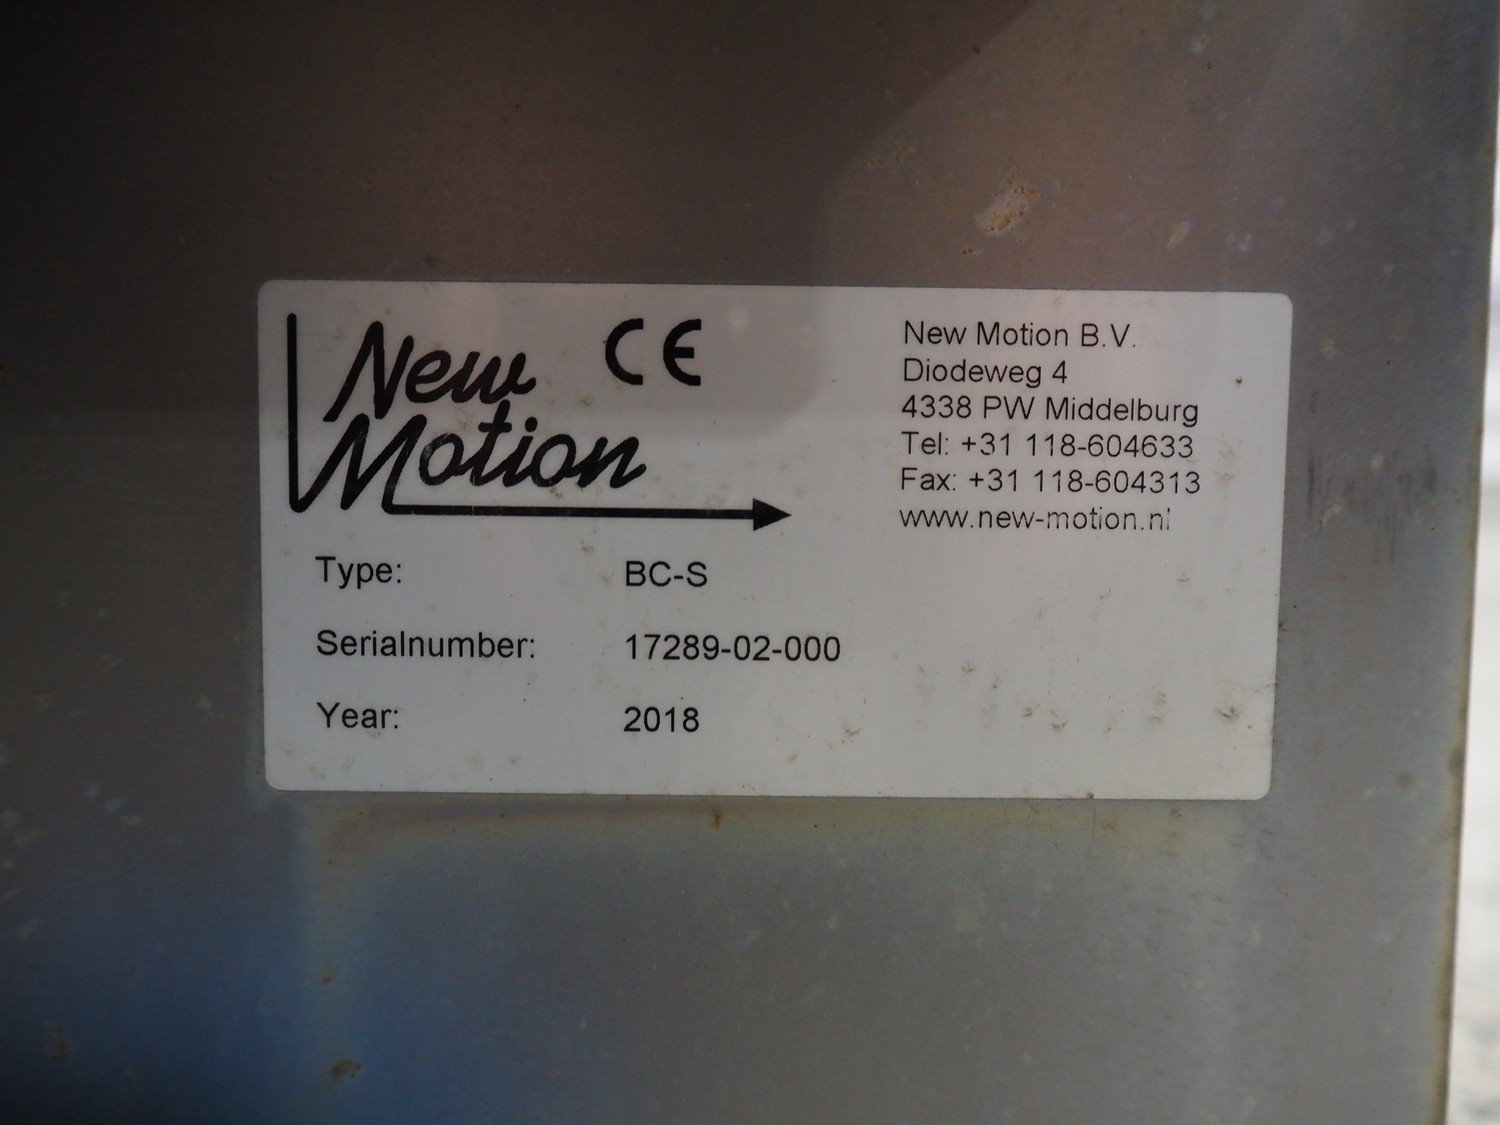 New
Motion
CE
New Motion B.V.
Diodeweg 4
4338 PW Middelburg
Tel: +31 118-604633
Fax: +31 118-604313
www.new-motion.nl
Type: BC-S
Serialnumber: 17289-02-000
Year: 2018